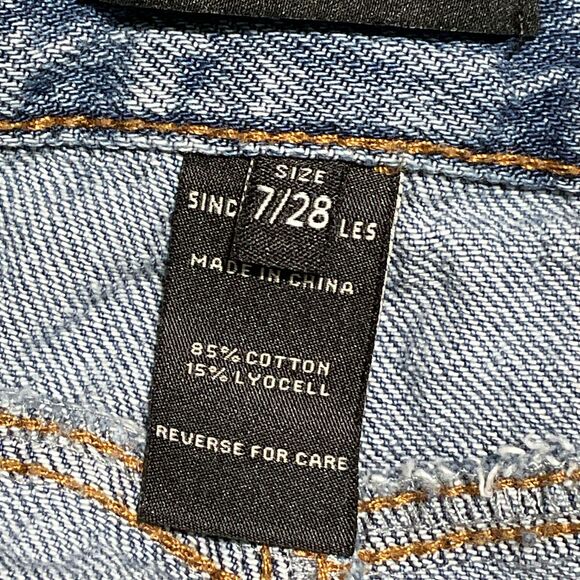 SIZE
7/28
SINC LES
MADE IN CHINA
85% COTTON
15% LYOCELL
REVERSE FOR CARE